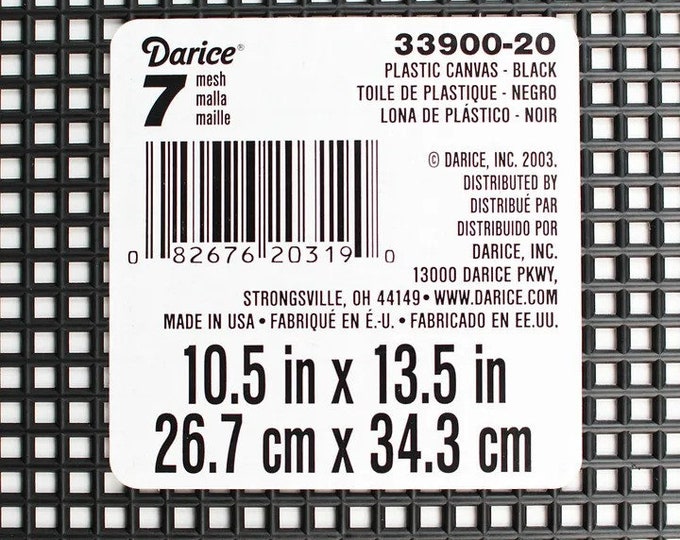 Darice®
7 mesh
malla
maille
33900-20
PLASTIC CANVAS - BLACK
TOILE DE PLASTIQUE - NEGRO
LONA DE PLÁSTICO - NOIR
© DARICE, INC. 2003.
DISTRIBUTED BY
DISTRIBUÉ PAR
DISTRIBUIDO POR
DARICE, INC.
13000 DARICE PKWY,
STRONGSVILLE, OH 44149 • WWW.DARICE.COM
MADE IN USA • FABRIQUÉ EN É.-U. • FABRICADO EN EE.UU.
0 82676 20319 0
10.5 in x 13.5 in
26.7 cm x 34.3 cm